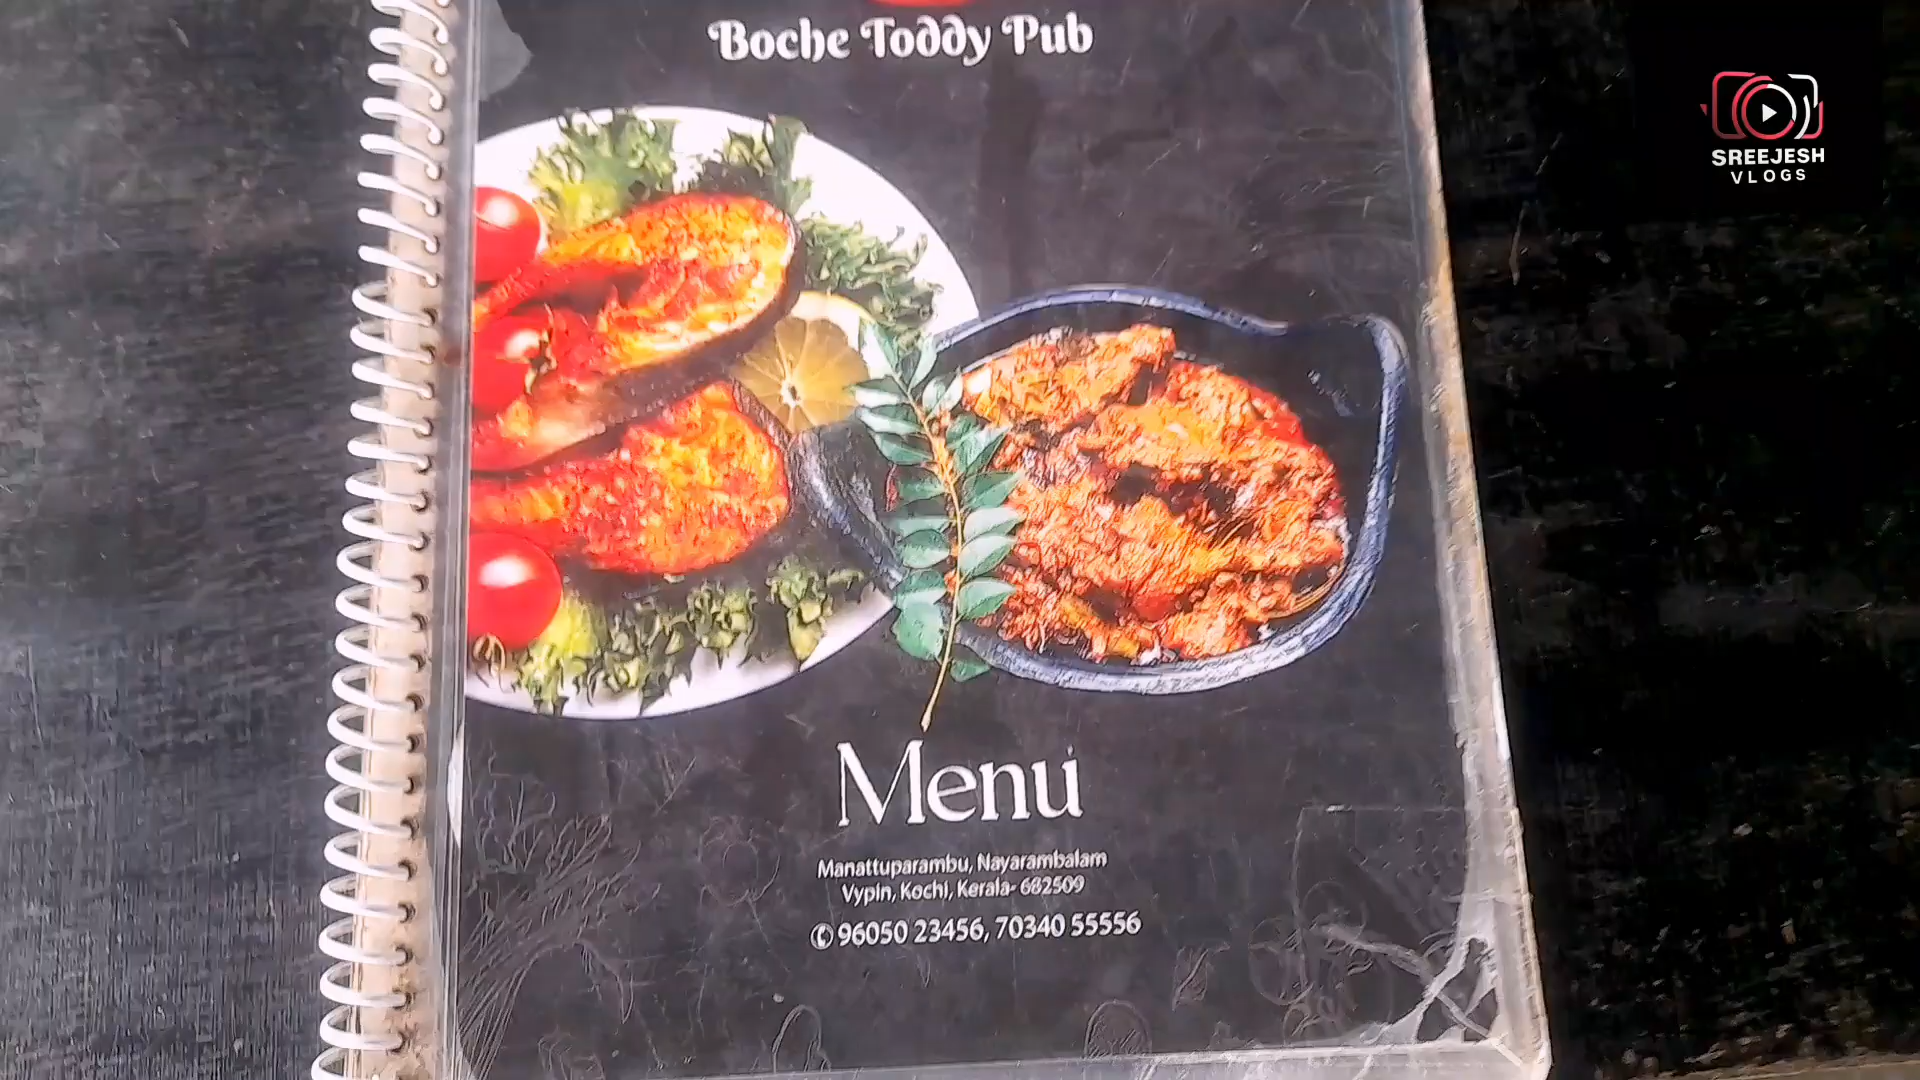 Boche Toddy Pub
SREEJESH
VLOGS
Menu
Manattuparambu, Nayarambalam
Vypin, Kochi, Kerala- 682509
✆ 96050 23456, 70340 55556